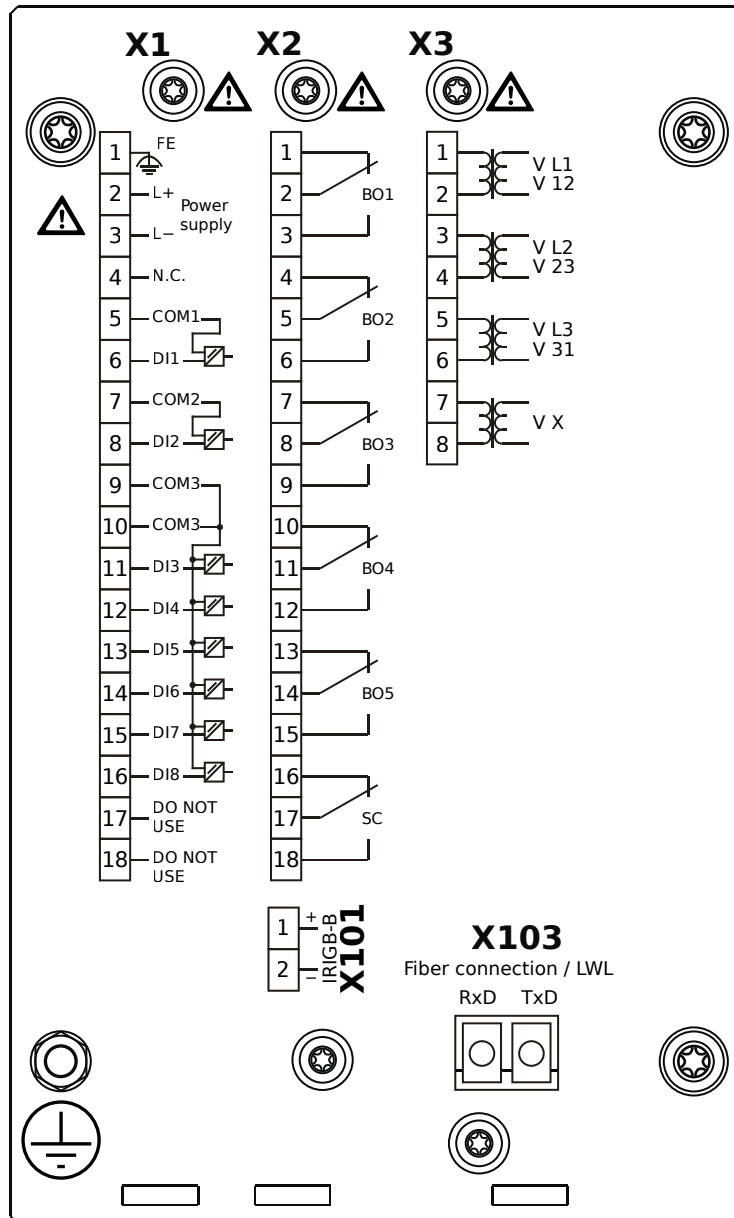 X1 X2 X3
1 FE
2 L+
3 L−
Power
supply
4 N.C.
5 COM1
6 DI1
7 COM2
8 DI2
9 COM3
10 COM3
11 DI3
12 DI4
13 DI5
14 DI6
15 DI7
16 DI8
17 DO NOT
USE
18 DO NOT
USE
1
2 BO1
3
4
5 BO2
6
7
8 BO3
9
10
11 BO4
12
13
14 BO5
15
16
17 SC
18
1 V L1
2 V 12
3 V L2
4 V 23
5 V L3
6 V 31
7 V X
8
1 +
2 −
IRIGB-B
X101
X103
Fiber connection / LWL
RxD TxD